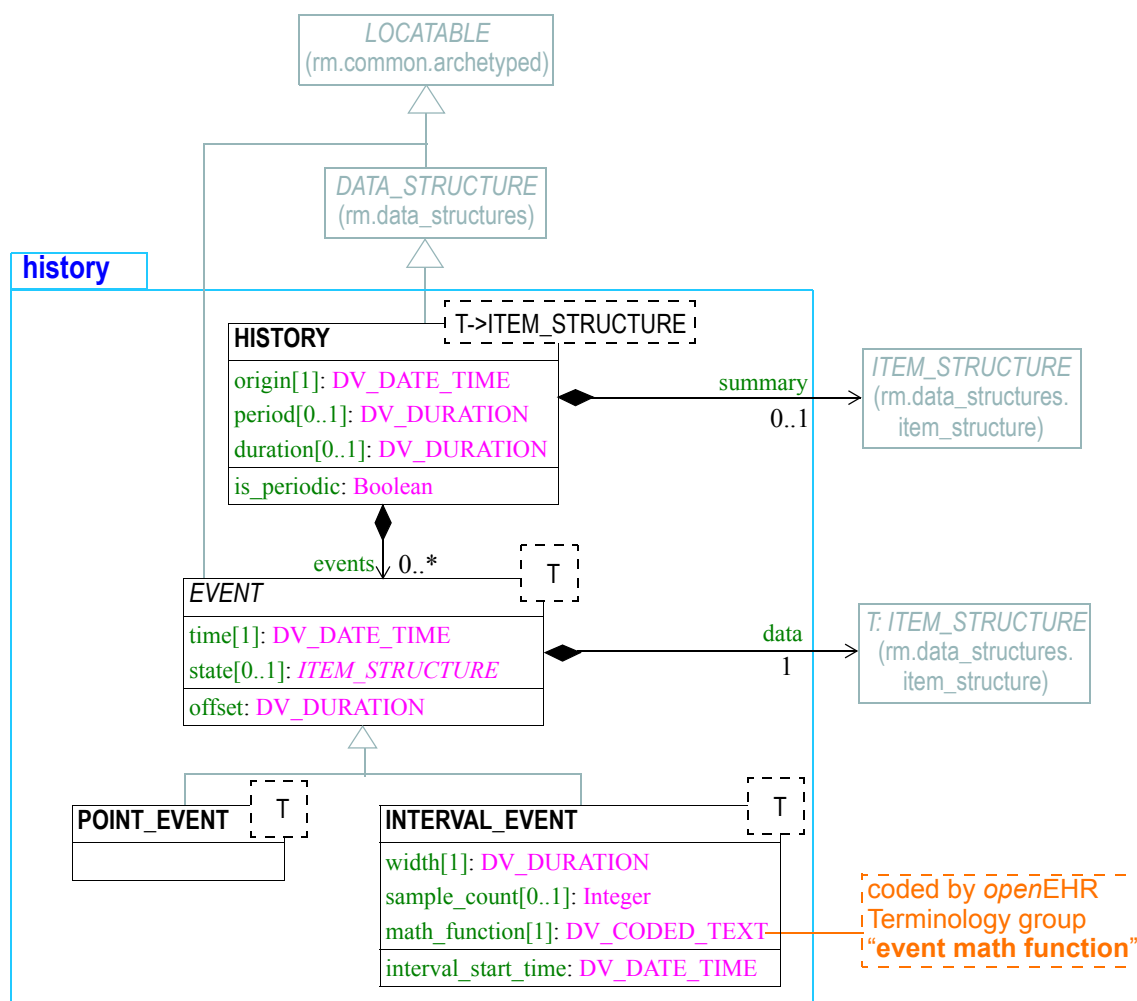 LOCATABLE
(rm.common.archetyped)
DATA_STRUCTURE
(rm.data_structures)
history
T->ITEM_STRUCTURE
HISTORY
origin[1]: DV_DATE_TIME
period[0..1]: DV_DURATION
duration[0..1]: DV_DURATION
is_periodic: Boolean
summary
0..1
ITEM_STRUCTURE
(rm.data_structures.
item_structure)
events
0..*
T
EVENT
time[1]: DV_DATE_TIME
state[0..1]: ITEM_STRUCTURE
offset: DV_DURATION
data
1
T: ITEM_STRUCTURE
(rm.data_structures.
item_structure)
T
POINT_EVENT
T
INTERVAL_EVENT
width[1]: DV_DURATION
sample_count[0..1]: Integer
math_function[1]: DV_CODED_TEXT
interval_start_time: DV_DATE_TIME
coded by openEHR
Terminology group
“event math function”